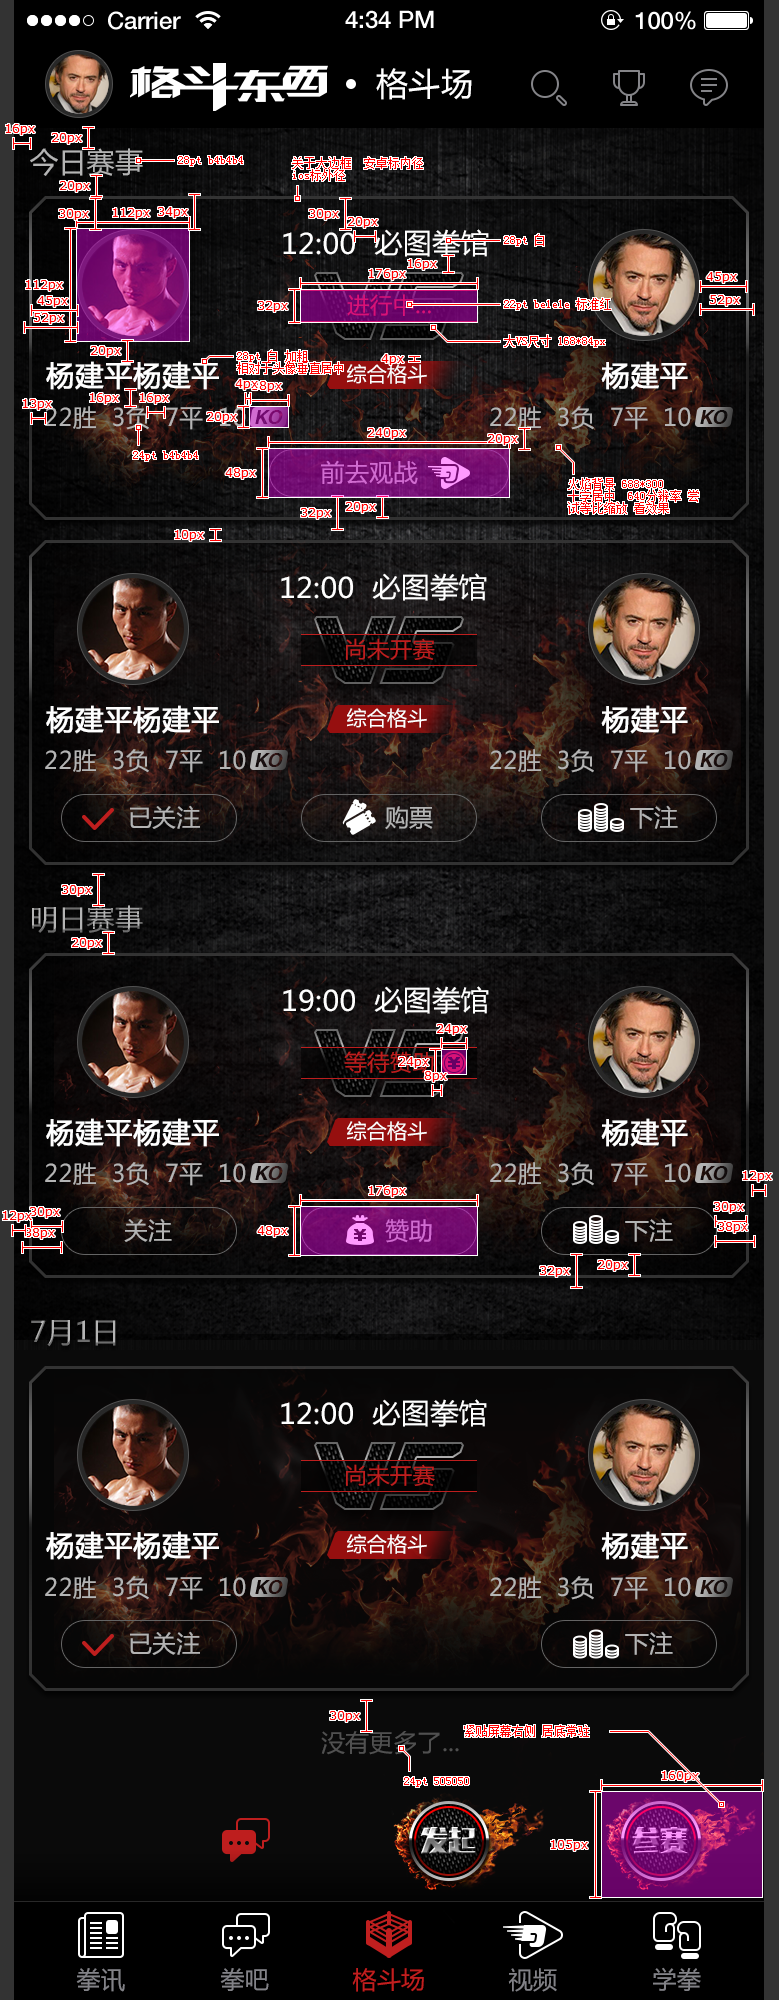 Carrier 4:34 PM 100%
格斗东西 • 格斗场
16px 20px
今日赛事 28pt b4b4b4
关于大边框 安卓标内径
ios标外径
20px
30px 112px 34px 30px 20px
12:00 必图拳馆 28pt 白
16px
176px
112px 45px 52px
32px 进行中... 22pt be1e1e 标准红
45px
52px
大VS尺寸 168*84px
20px 28pt 白 加粗
相对于头像垂直居中
4px
杨建平杨建平 综合格斗 杨建平
16px 16px 4px 38px
13px 22胜 3负 7平 10 KO 20px 22胜 3负 7平 10 KO
24pt b4b4b4 240px 20px
48px 前去观战
火焰背景 668*300
十字居中 640分辨率 尝
试等比缩放 看效果
32px 20px
10px
12:00 必图拳馆
VS
尚未开赛
杨建平杨建平 综合格斗 杨建平
22胜 3负 7平 10 KO 22胜 3负 7平 10 KO
已关注 购票 下注
30px
明日赛事
20px
19:00 必图拳馆
24px
24px 等待赞助 ¥
8px
杨建平杨建平 综合格斗 杨建平
22胜 3负 7平 10 KO 22胜 3负 7平 10 KO
12px
176px
12px 30px 30px
38px 关注 48px ¥ 赞助 下注 38px
32px 20px
7月1日
12:00 必图拳馆
VS
尚未开赛
杨建平杨建平 综合格斗 杨建平
22胜 3负 7平 10 KO 22胜 3负 7平 10 KO
已关注 下注
30px
没有更多了... 紧贴屏幕右侧 居底常驻
24pt 505050 160px
发起 105px 参赛
拳讯 拳吧 格斗场 视频 学拳